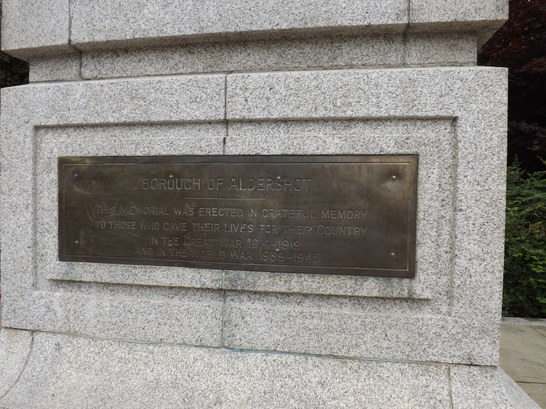 BOROUGH OF ALDERSHOT
THIS MEMORIAL WAS ERECTED IN GRATEFUL MEMORY
TO THOSE WHO GAVE THEIR LIVES FOR THEIR COUNTRY
IN THE GREAT WAR 1914-1919
AND IN THE WORLD WAR 1939-1945